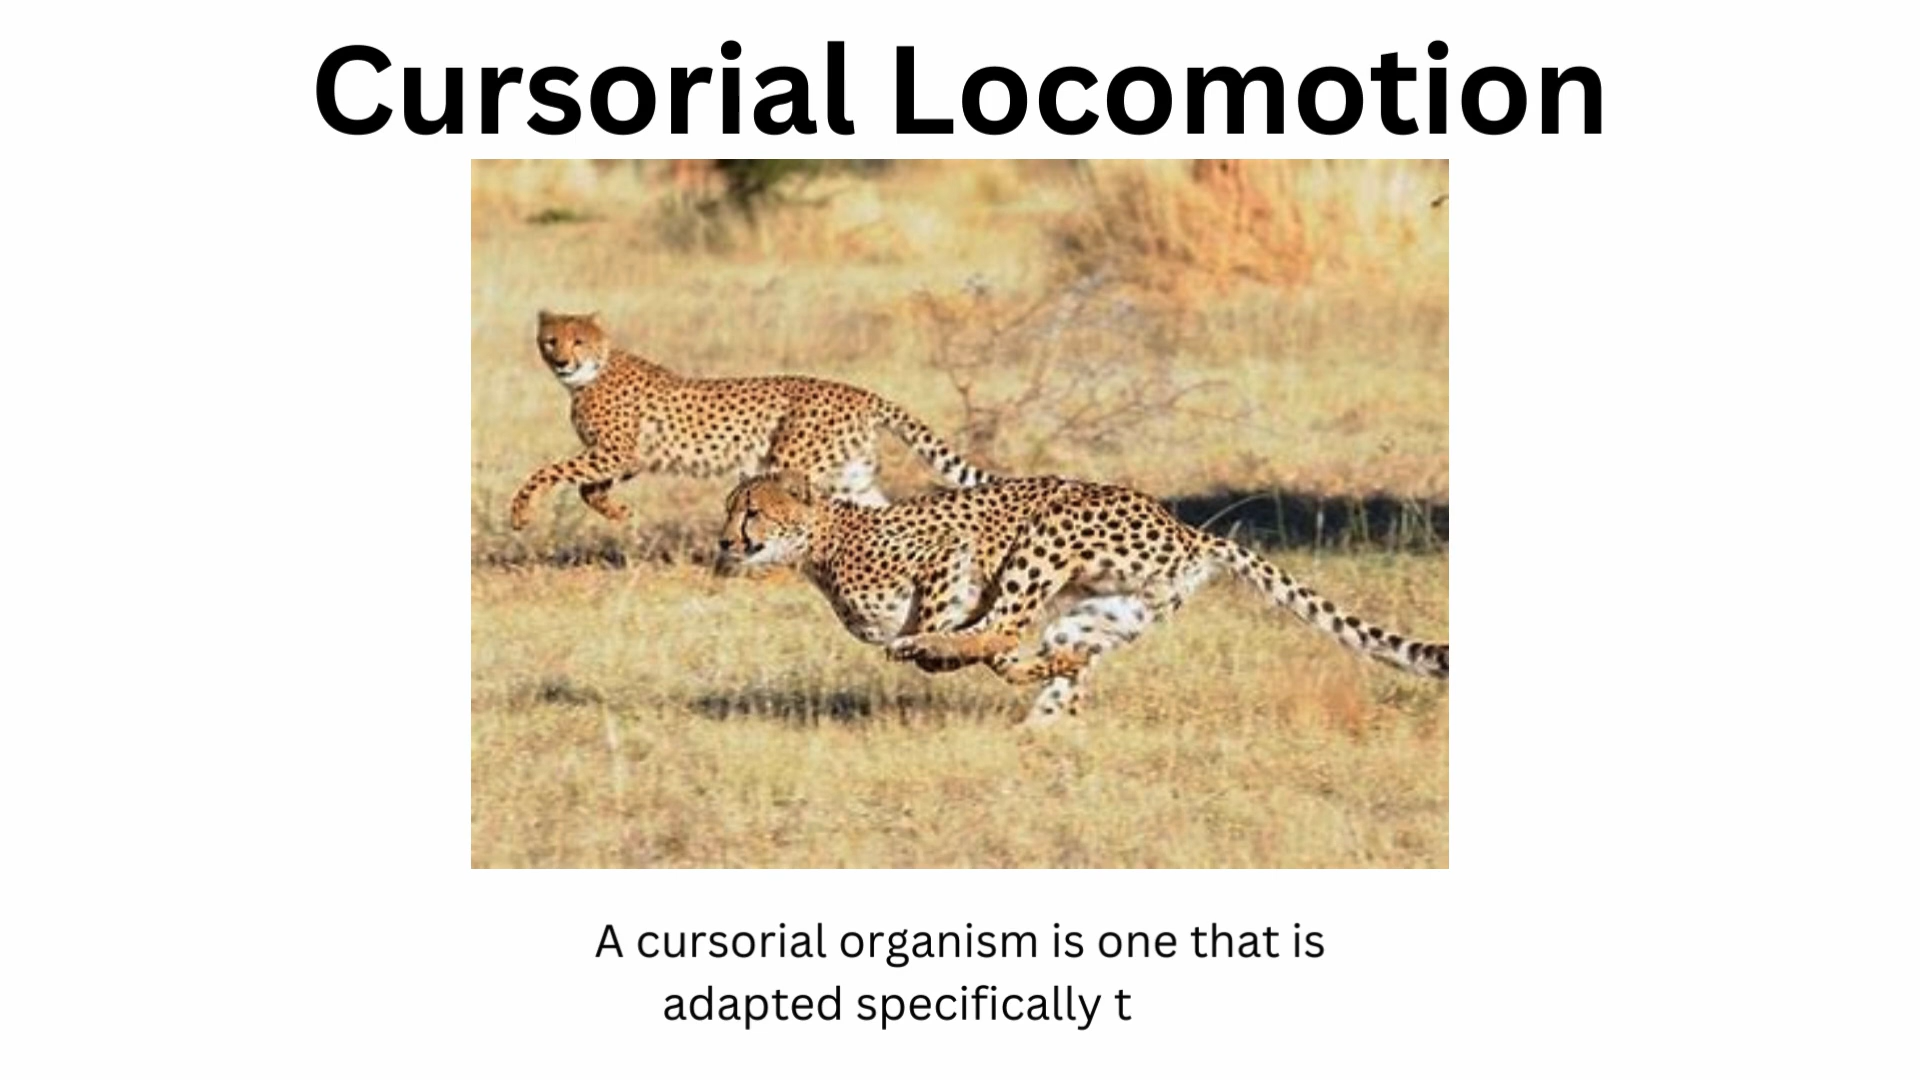 Cursorial Locomotion
A cursorial organism is one that is
adapted specifically t